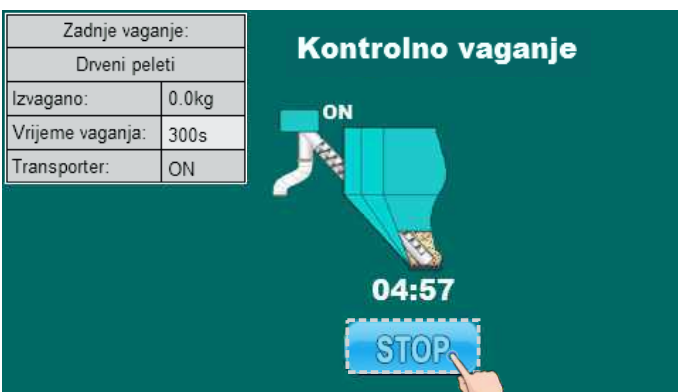 Zadnje vaganje:
Drveni peleti
Izvagano: 0.0kg
Vrijeme vaganja: 300s
Transporter: ON
Kontrolno vaganje
ON
04:57
STOP